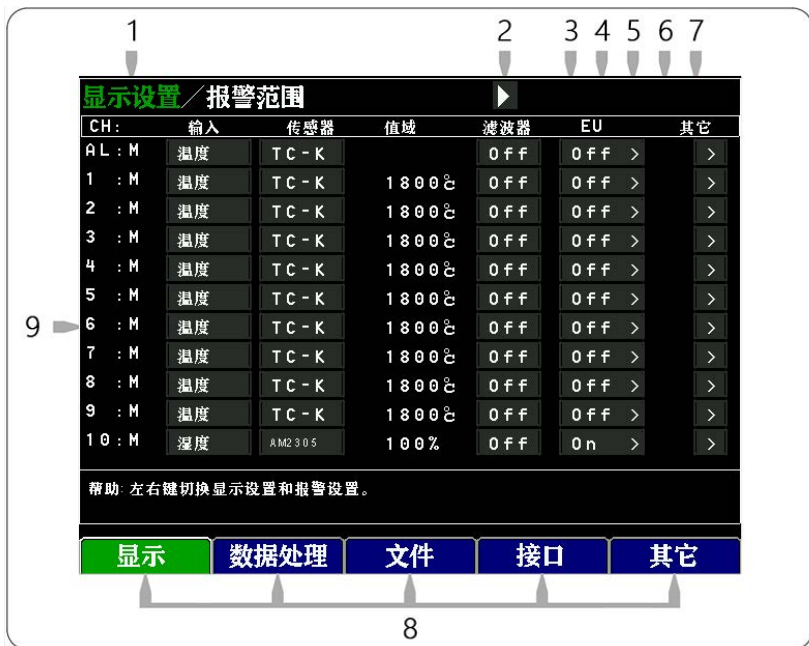 1 2 3 4 5 6 7
显示设置/报警范围
CH: 输入 传感器 值域 滤波器 EU 其它
AL:M 温度 TC-K Off Off > >
1 :M 温度 TC-K 1800℃ Off Off > >
2 :M 温度 TC-K 1800℃ Off Off > >
3 :M 温度 TC-K 1800℃ Off Off > >
4 :M 温度 TC-K 1800℃ Off Off > >
5 :M 温度 TC-K 1800℃ Off Off > >
9 6 :M 温度 TC-K 1800℃ Off Off > >
7 :M 温度 TC-K 1800℃ Off Off > >
8 :M 温度 TC-K 1800℃ Off Off > >
9 :M 温度 TC-K 1800℃ Off Off > >
10:M 湿度 AM2305 100% Off On > >
帮助: 左右键切换显示设置和报警设置。
显示 数据处理 文件 接口 其它
8